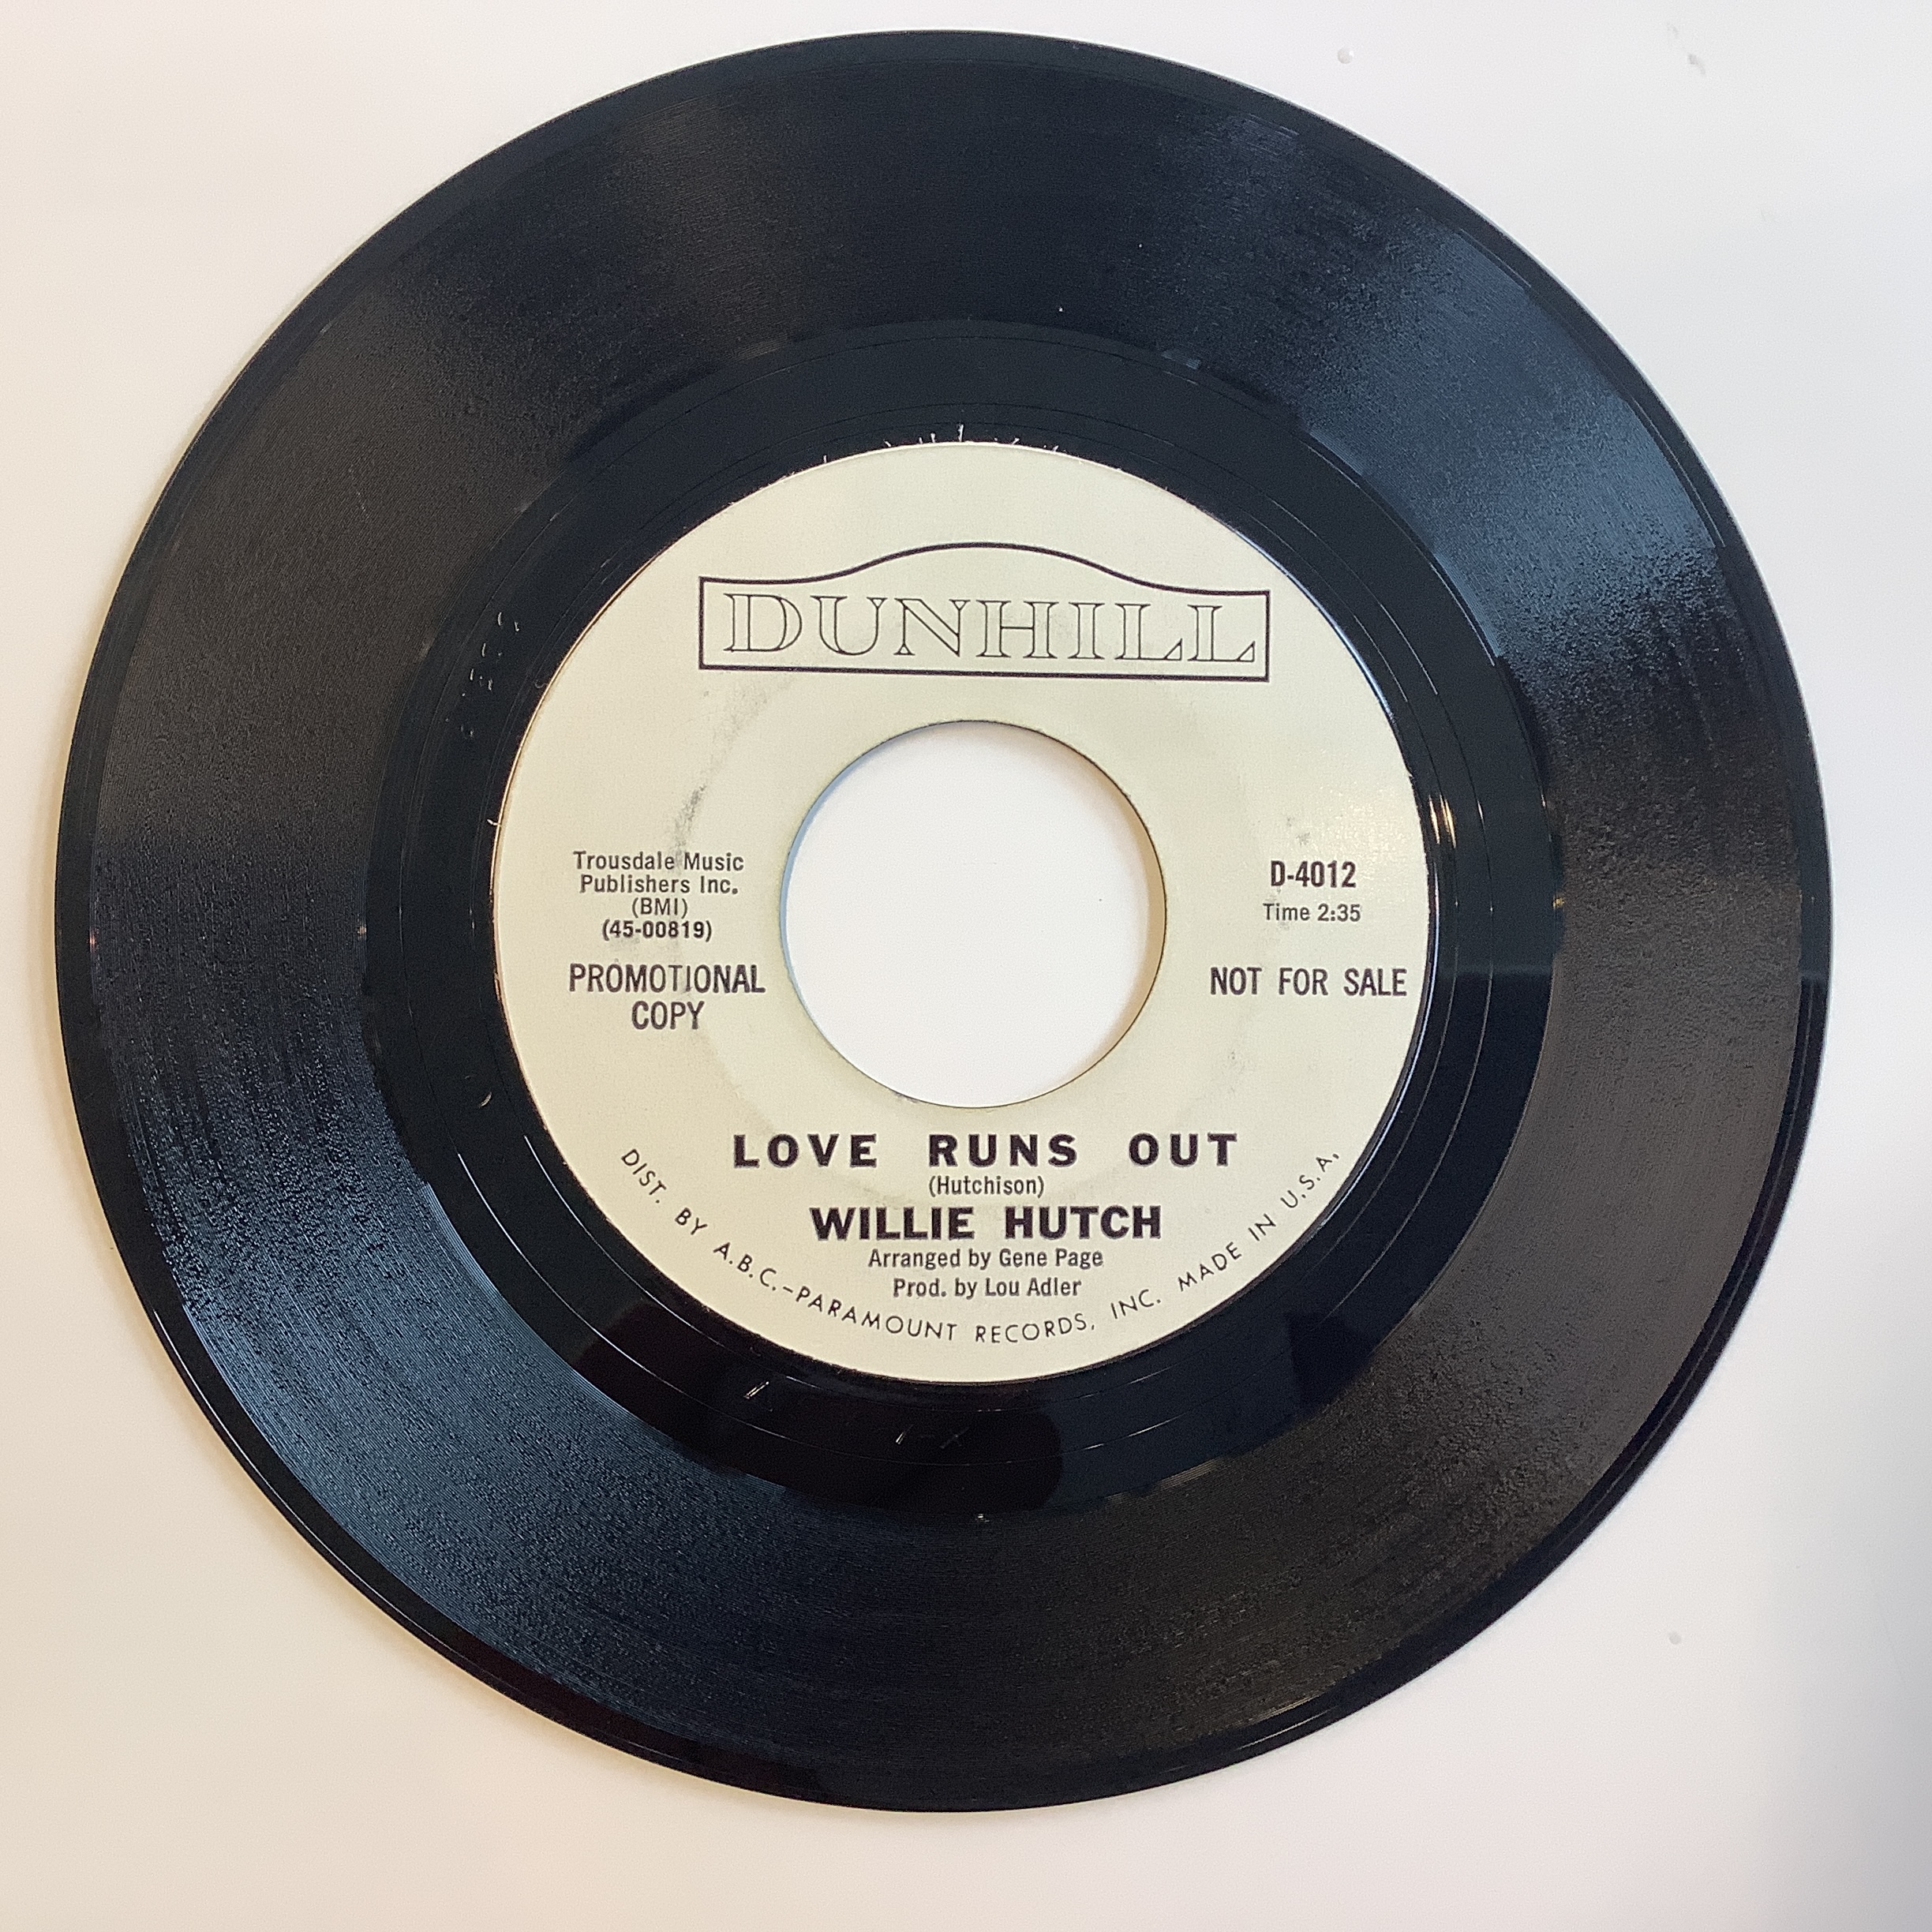 DUNHILL
Trousdale Music
Publishers Inc.
(BMI)
(45-00819)
PROMOTIONAL
COPY
D-4012
Time 2:35
NOT FOR SALE
LOVE RUNS OUT
(Hutchison)
WILLIE HUTCH
Arranged by Gene Page
Prod. by Lou Adler
DIST. BY A.B.C.-PARAMOUNT RECORDS, INC. MADE IN U.S.A.